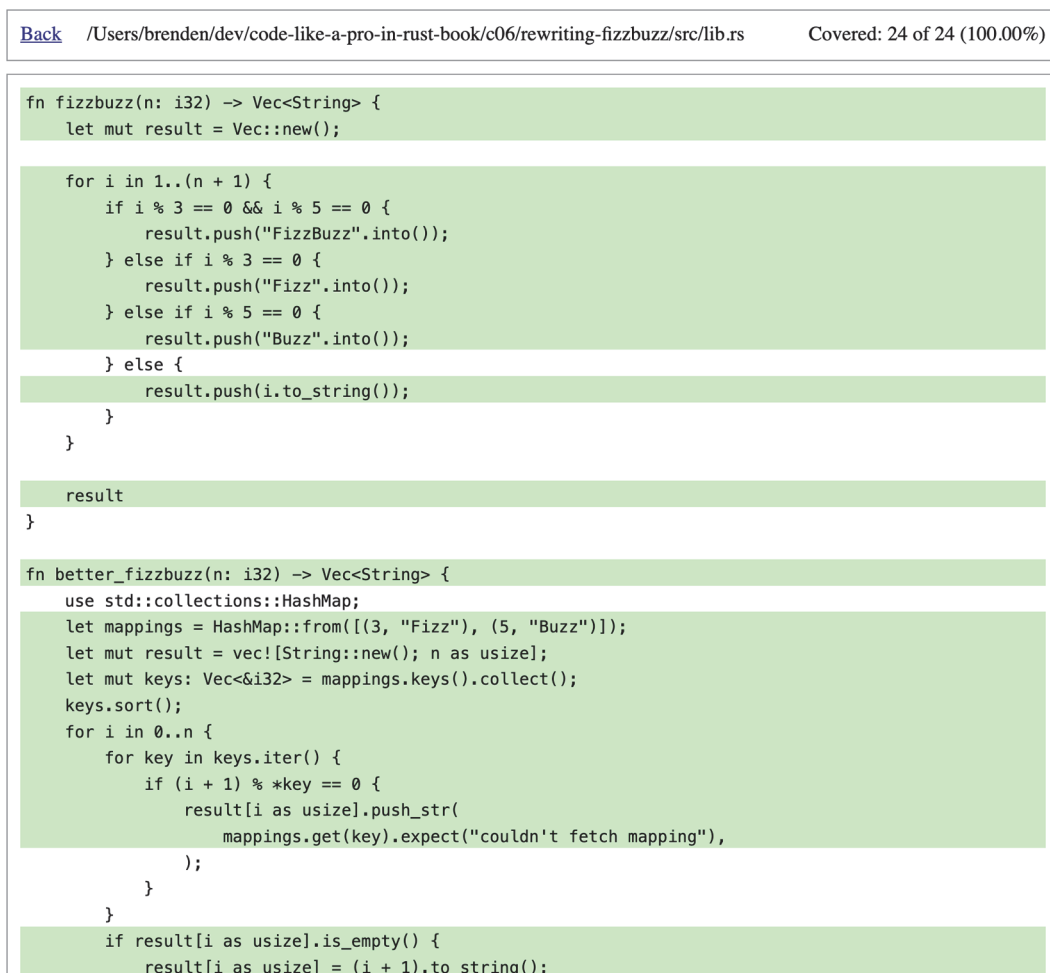 Back /Users/brenden/dev/code-like-a-pro-in-rust-book/c06/rewriting-fizzbuzz/src/lib.rs Covered: 24 of 24 (100.00%)
fn fizzbuzz(n: i32) -> Vec<String> {
    let mut result = Vec::new();

    for i in 1..(n + 1) {
        if i % 3 == 0 && i % 5 == 0 {
            result.push("FizzBuzz".into());
        } else if i % 3 == 0 {
            result.push("Fizz".into());
        } else if i % 5 == 0 {
            result.push("Buzz".into());
        } else {
            result.push(i.to_string());
        }
    }

    result
}

fn better_fizzbuzz(n: i32) -> Vec<String> {
    use std::collections::HashMap;
    let mappings = HashMap::from([(3, "Fizz"), (5, "Buzz")]);
    let mut result = vec![String::new(); n as usize];
    let mut keys: Vec<&i32> = mappings.keys().collect();
    keys.sort();
    for i in 0..n {
        for key in keys.iter() {
            if (i + 1) % *key == 0 {
                result[i as usize].push_str(
                    mappings.get(key).expect("couldn't fetch mapping"),
                );
            }
        }
        if result[i as usize].is_empty() {
            result[i as usize] = (i + 1).to_string();